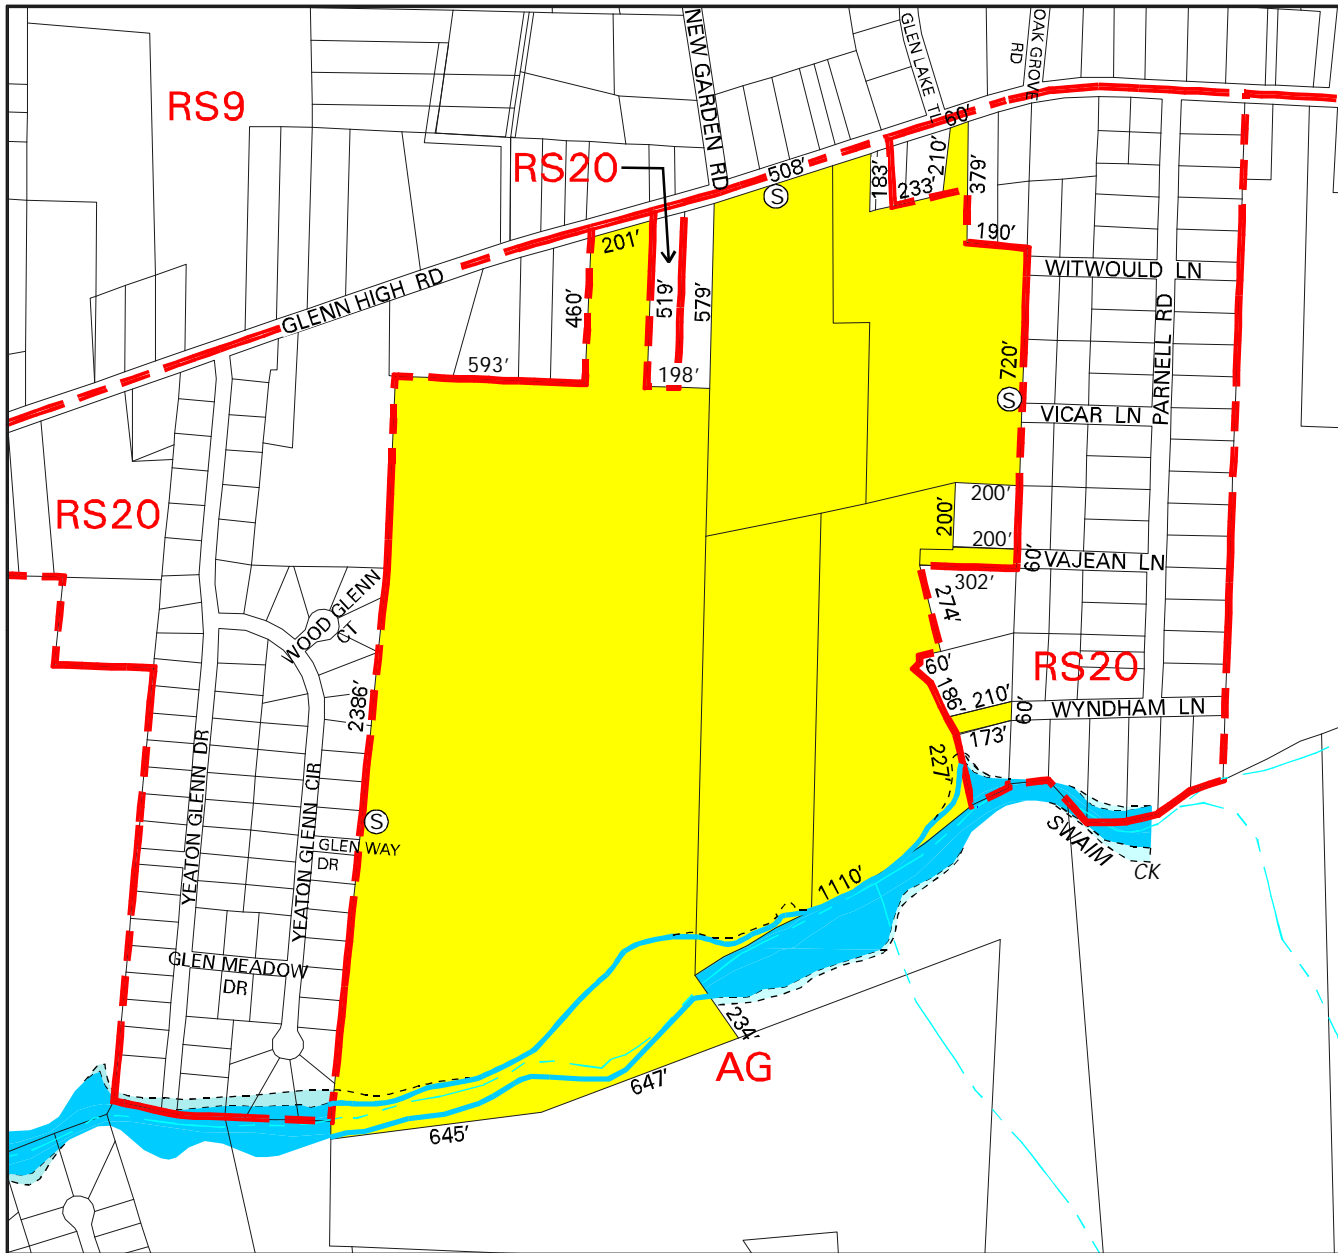 NEW GARDEN RD
GLEN LAKE TL
OAK GROVE
RD
RS9
RS20
60'
508'
S
183'
233'
210'
379'
190'
201'
GLENN HIGH RD
460'
519'
579'
593'
198'
WITWOULD LN
PARNELL RD
720'
S
VICAR LN
RS20
200'
200'
200'
60'
VAJEAN LN
302'
274'
WOOD GLENN
CT
60'
RS20
186'
210'
60'
WYNDHAM LN
173'
227'
2386'
YEATON GLENN DR
YEATON GLENN CIR
S
GLEN WAY
DR
SWAIM
CK
1110'
GLEN MEADOW
DR
234'
AG
647'
645'